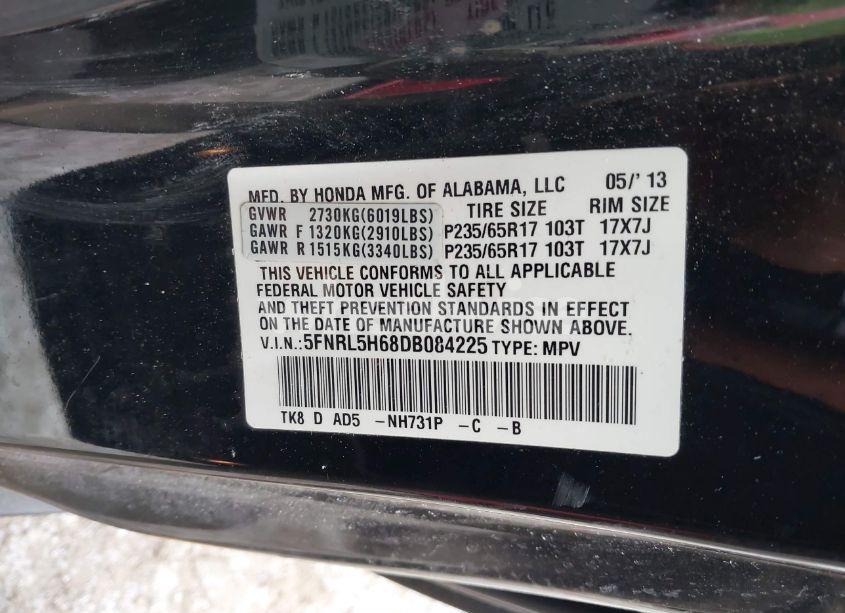 MFD. BY HONDA MFG. OF ALABAMA, LLC 05/' 13
GVWR 2730KG(6019LBS) TIRE SIZE RIM SIZE
GAWR F 1320KG(2910LBS) P235/65R17 103T 17X7J
GAWR R 1515KG(3340LBS) P235/65R17 103T 17X7J
THIS VEHICLE CONFORMS TO ALL APPLICABLE
FEDERAL MOTOR VEHICLE SAFETY
AND THEFT PREVENTION STANDARDS IN EFFECT
ON THE DATE OF MANUFACTURE SHOWN ABOVE.
V.I.N.: 5FNRL5H68DB084225 TYPE: MPV
TK8 D AD5 -NH731P -C -B